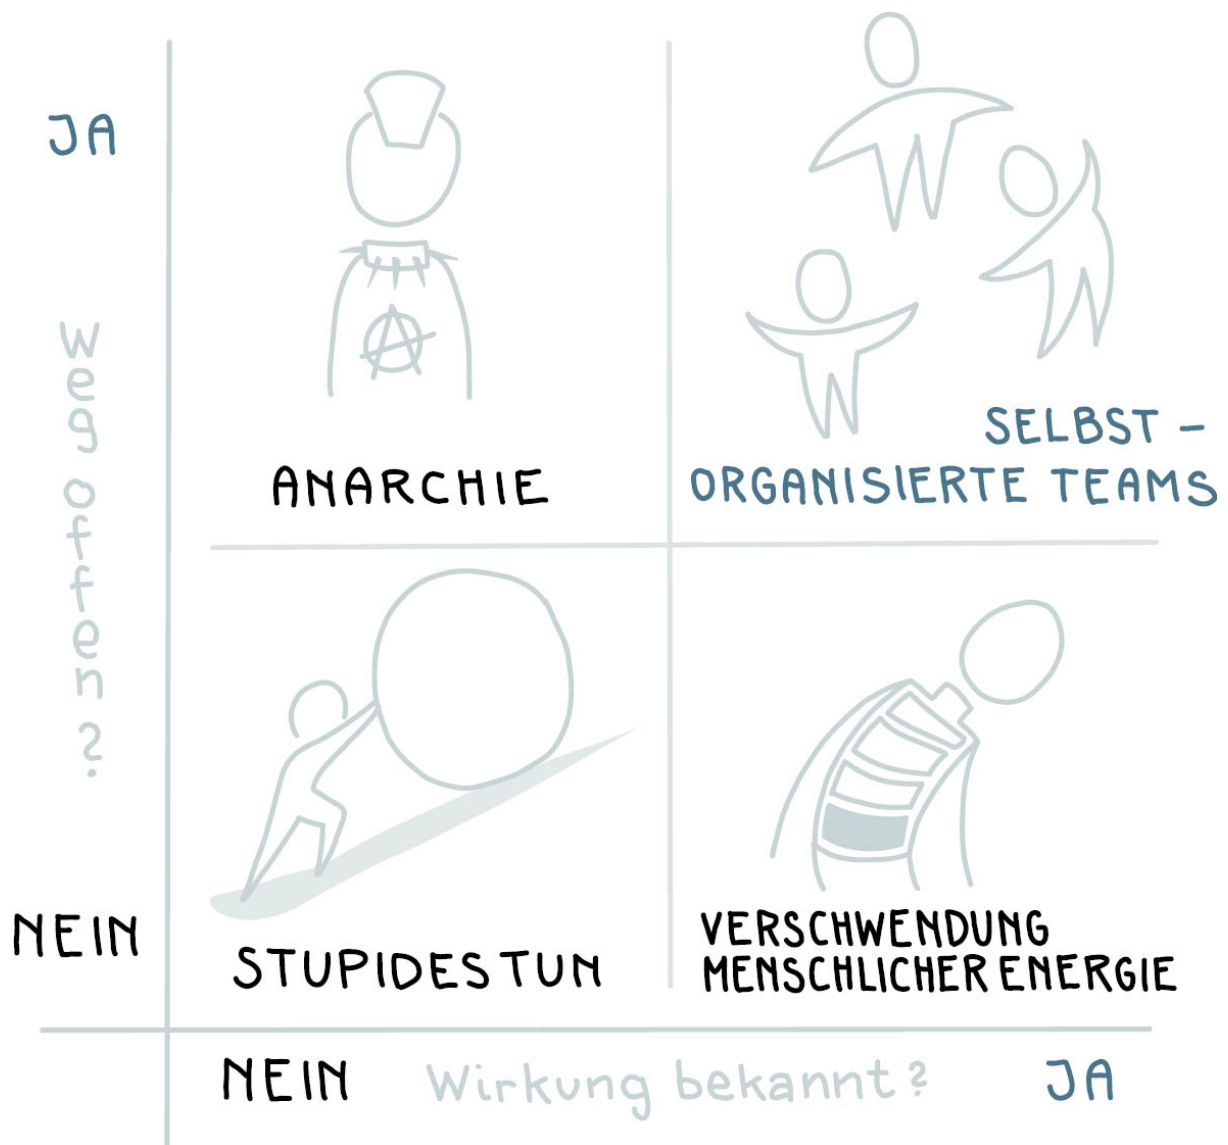 JA
Weg offen?
NEIN
ANARCHIE
A
SELBST -
ORGANISIERTE TEAMS
STUPIDES TUN
VERSCHWENDUNG
MENSCHLICHER ENERGIE
NEIN Wirkung bekannt? JA